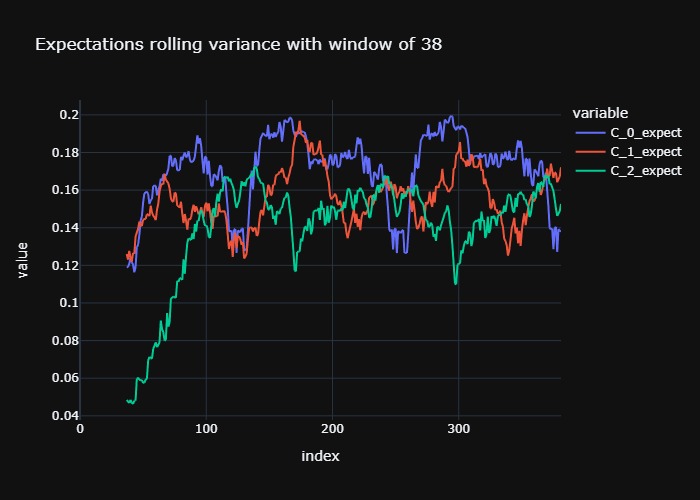 Expectations rolling variance with window of 38
variable
C_0_expect
C_1_expect
C_2_expect
value
0.2
0.18
0.16
0.14
0.12
0.1
0.08
0.06
0.04
0
100
200
300
index